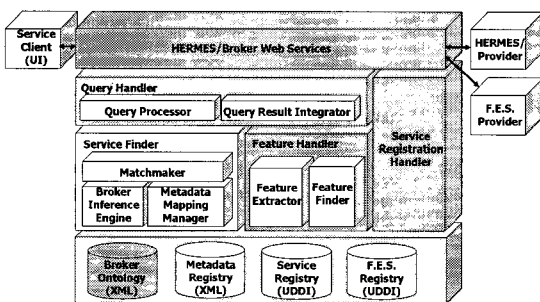 Service
Client
(UI)
HERMES/Broker Web Services
HERMES/
Provider
F.E.S.
Provider
Query Handler
Query Processor
Query Result Integrator
Service Finder
Matchmaker
Broker
Inference
Engine
Metadata
Mapping
Manager
Feature Handler
Feature
Extractor
Feature
Finder
Service
Registration
Handler
Broker
Ontology
(XML)
Metadata
Registry
(XML)
Service
Registry
(UDDI)
F.E.S.
Registry
(UDDI)